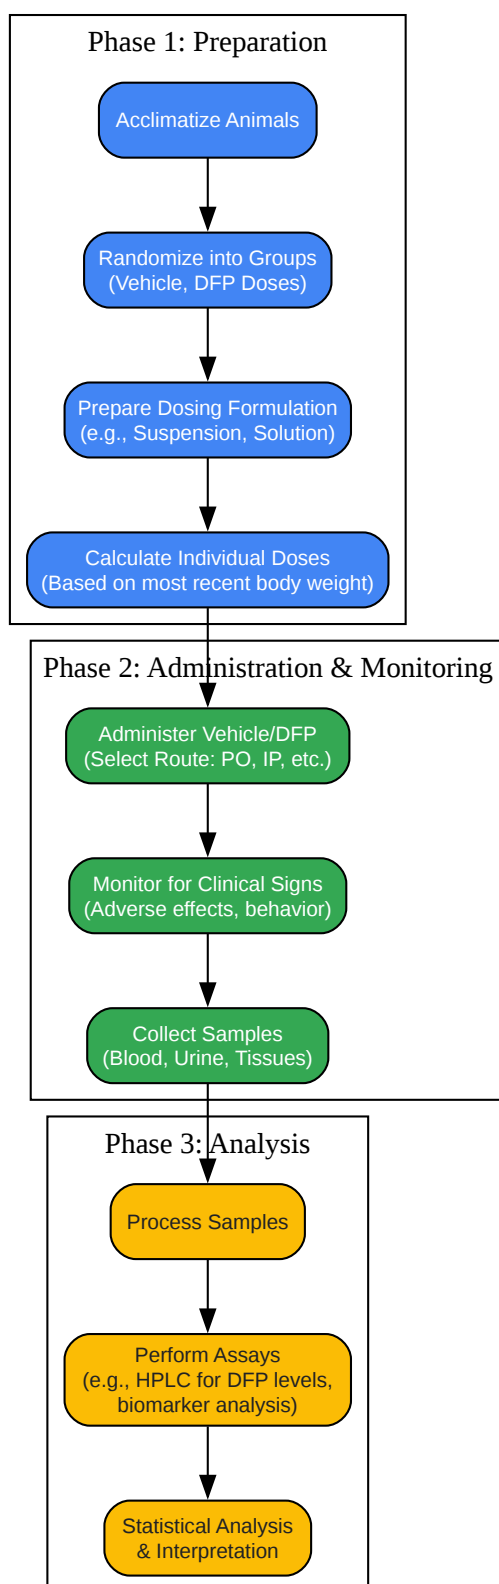 Phase 1: Preparation
Acclimatize Animals
Randomize into Groups
(Vehicle, DFP Doses)
Prepare Dosing Formulation
(e.g., Suspension, Solution)
Calculate Individual Doses
(Based on most recent body weight)
Phase 2: Administration & Monitoring
Administer Vehicle/DFP
(Select Route: PO, IP, etc.)
Monitor for Clinical Signs
(Adverse effects, behavior)
Collect Samples
(Blood, Urine, Tissues)
Phase 3: Analysis
Process Samples
Perform Assays
(e.g., HPLC for DFP levels,
biomarker analysis)
Statistical Analysis
& Interpretation